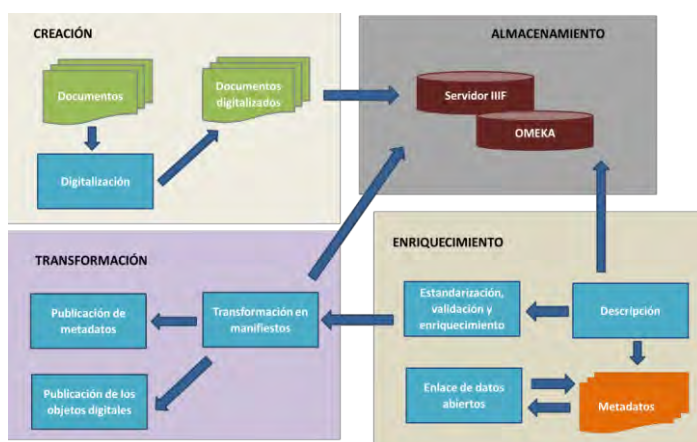 CREACIÓN
Documentos
Documentos
digitalizados
Digitalización
ALMACENAMIENTO
Servidor IIIF
OMEKA
TRANSFORMACIÓN
Publicación de
metadatos
Transformación en
manifiestos
Publicación de los
objetos digitales
ENRIQUECIMIENTO
Estandarización,
validación y
enriquecimiento
Descripción
Enlace de datos
abiertos
Metadatos